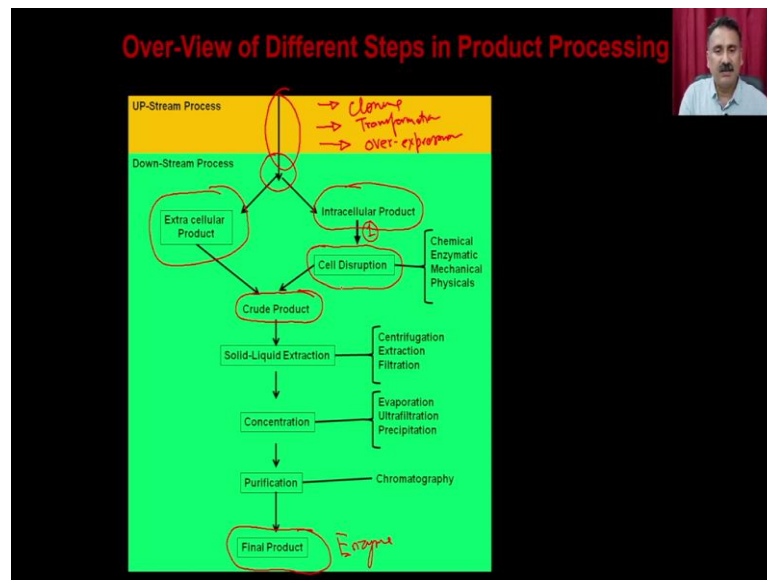 Over-View of Different Steps in Product Processing
UP-Stream Process
→ Cloning
→ Transformation
→ Over-expression
Down-Stream Process
Extra cellular
Product
Intracellular Product
1
Cell Disruption
Chemical
Enzymatic
Mechanical
Physicals
Crude Product
Solid-Liquid Extraction
Centrifugation
Extraction
Filtration
Concentration
Evaporation
Ultrafiltration
Precipitation
Purification
Chromatography
Final Product
Enzyme